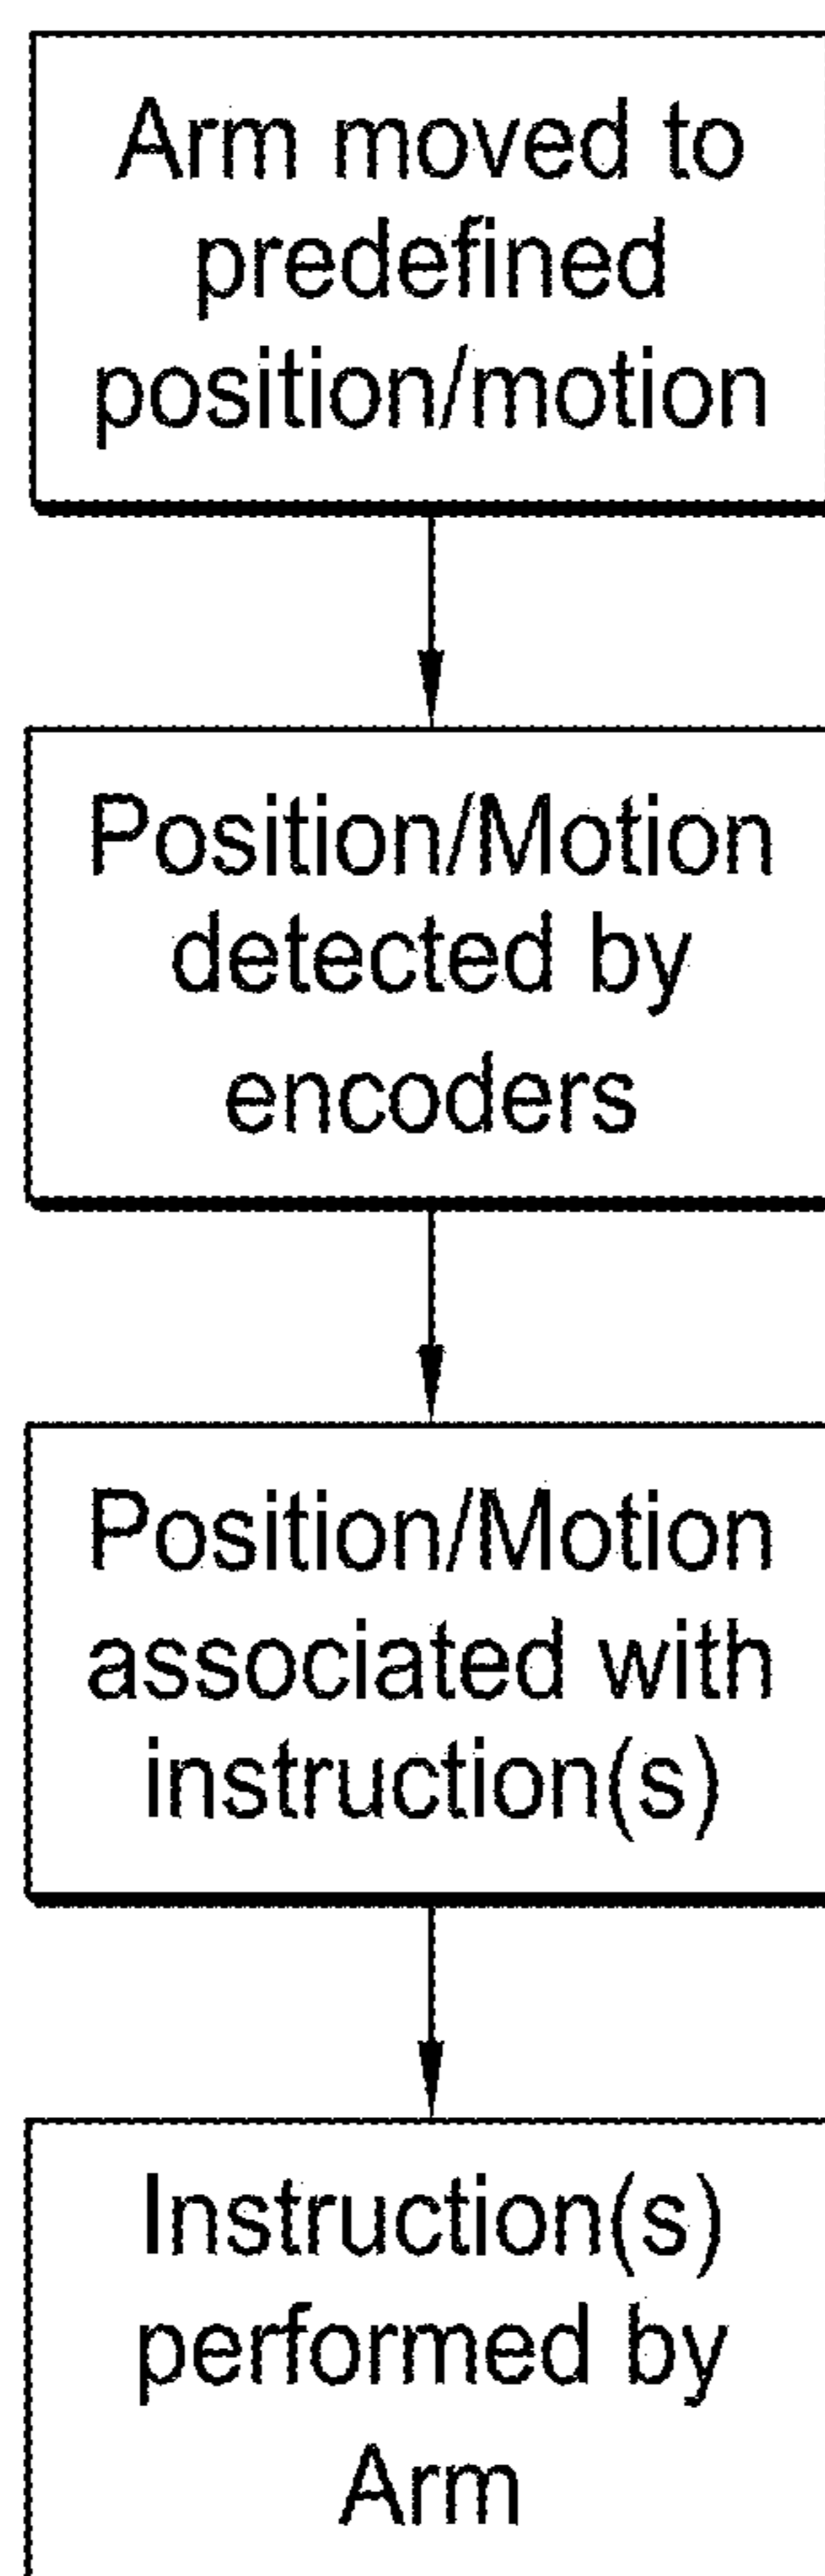 Arm moved to
predefined
position/motion
Position/Motion
detected by
encoders
Position/Motion
associated with
instruction(s)
Instruction(s)
performed by
Arm